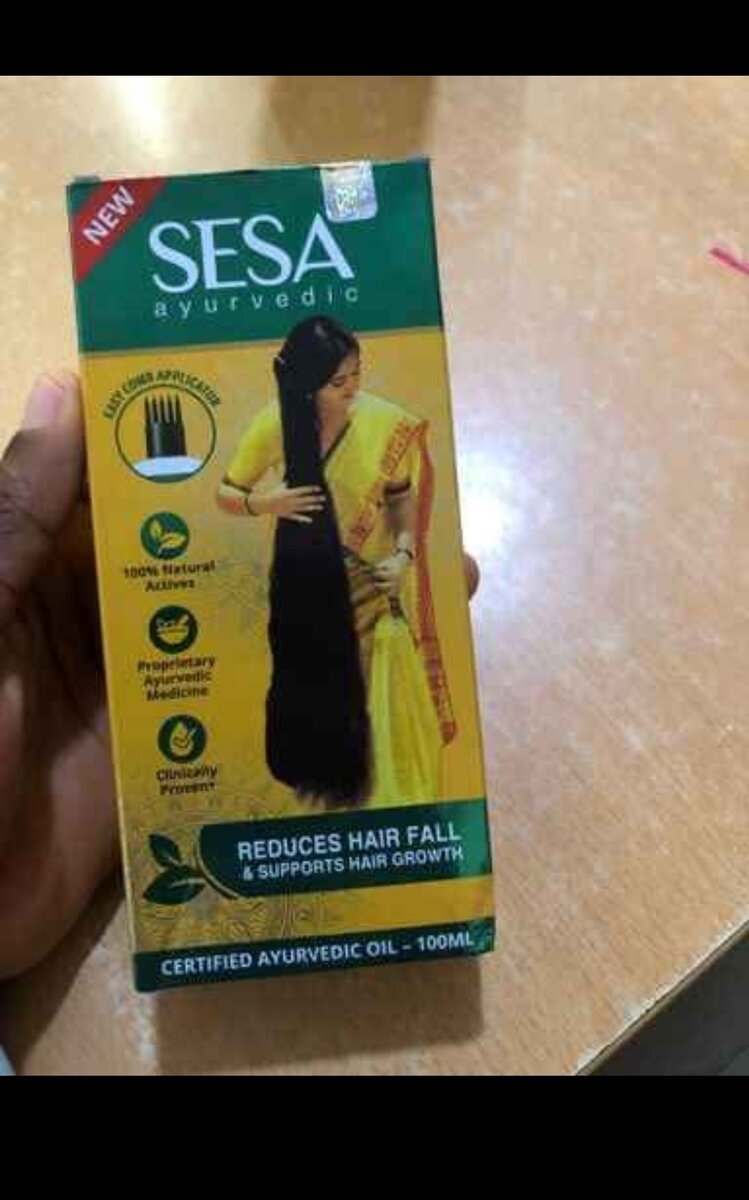 NEW
SESA
ayurvedic
EASY COMB APPLICATOR
100% Natural
Actives
Proprietary
Ayurvedic
Medicine
Clinically
Proven*
REDUCES HAIR FALL
& SUPPORTS HAIR GROWTH
CERTIFIED AYURVEDIC OIL – 100ML